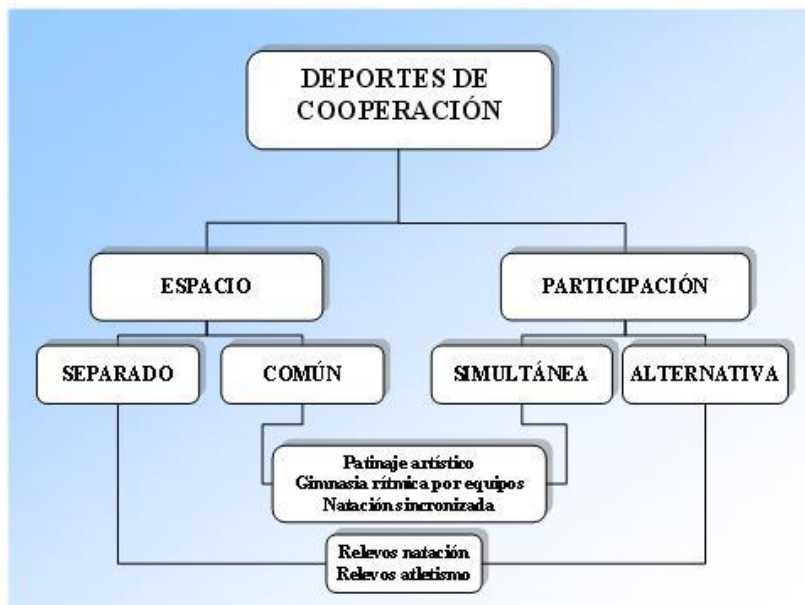 DEPORTES DE
COOPERACIÓN
ESPACIO
PARTICIPACIÓN
SEPARADO
COMÚN
SIMULTÁNEA
ALTERNATIVA
Patinaje artístico
Gimnasia rítmica por equipos
Natación sincronizada
Relevos natación
Relevos atletismo